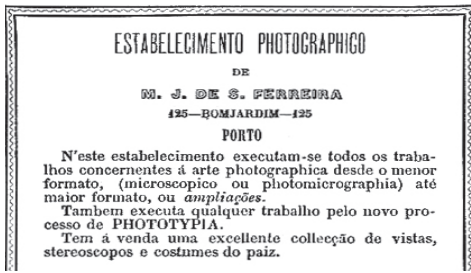 ESTABELECIMENTO PHOTOGRAPHICO
DE
M. J. DE S. FERREIRA
125—BOMJARDIM—125
PORTO
N'este estabelecimento executam-se todos os traba-
lhos concernentes á arte photographica desde o menor
formato, (microscopico ou photomicrographia) até
maior formato, ou ampliações.
Tambem executa qualquer trabalho pelo novo pro-
cesso de PHOTOTYPIA.
Tem á venda uma excellente collecção de vistas,
stereoscopos e costumes do paiz.